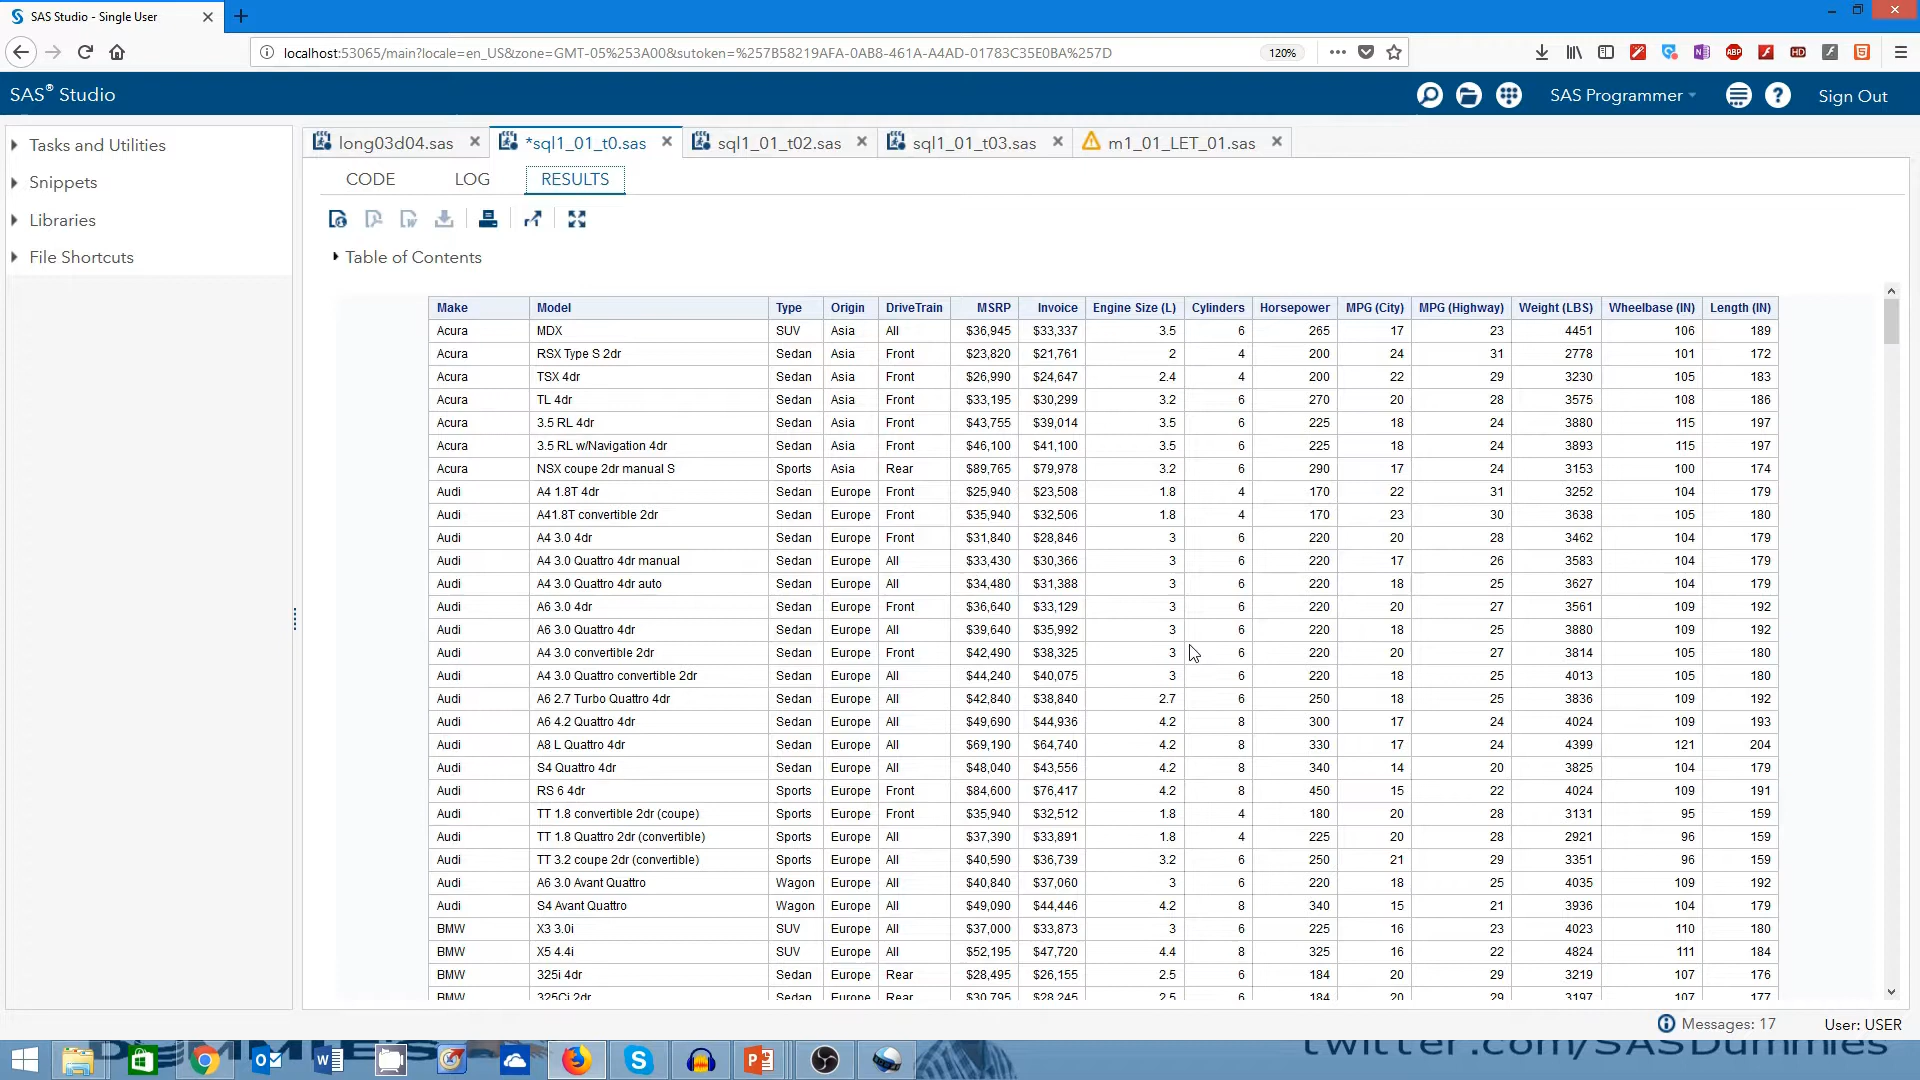 SAS Studio - Single User
localhost:53065/main?locale=en_US&zone=GMT-05%253A00&sutoken=%257B58219AFA-0AB8-461A-A4AD-01783C35E0BA%257D 120%
SAS® Studio SAS Programmer Sign Out
Tasks and Utilities
Snippets
Libraries
File Shortcuts
long03d04.sas *sql1_01_t0.sas sql1_01_t02.sas sql1_01_t03.sas m1_01_LET_01.sas
CODE LOG RESULTS
Table of Contents
Make Model Type Origin DriveTrain MSRP Invoice Engine Size (L) Cylinders Horsepower MPG (City) MPG (Highway) Weight (LBS) Wheelbase (IN) Length (IN)
Acura MDX SUV Asia All $36,945 $33,337 3.5 6 265 17 23 4451 106 189
Acura RSX Type S 2dr Sedan Asia Front $23,820 $21,761 2 4 200 24 31 2778 101 172
Acura TSX 4dr Sedan Asia Front $26,990 $24,647 2.4 4 200 22 29 3230 105 183
Acura TL 4dr Sedan Asia Front $33,195 $30,299 3.2 6 270 20 28 3575 108 186
Acura 3.5 RL 4dr Sedan Asia Front $43,755 $39,014 3.5 6 225 18 24 3880 115 197
Acura 3.5 RL w/Navigation 4dr Sedan Asia Front $46,100 $41,100 3.5 6 225 18 24 3893 115 197
Acura NSX coupe 2dr manual S Sports Asia Rear $89,765 $79,978 3.2 6 290 17 24 3153 100 174
Audi A4 1.8T 4dr Sedan Europe Front $25,940 $23,508 1.8 4 170 22 31 3252 104 179
Audi A41.8T convertible 2dr Sedan Europe Front $35,940 $32,506 1.8 4 170 23 30 3638 105 180
Audi A4 3.0 4dr Sedan Europe Front $31,840 $28,846 3 6 220 20 28 3462 104 179
Audi A4 3.0 Quattro 4dr manual Sedan Europe All $33,430 $30,366 3 6 220 17 26 3583 104 179
Audi A4 3.0 Quattro 4dr auto Sedan Europe All $34,480 $31,388 3 6 220 18 25 3627 104 179
Audi A6 3.0 4dr Sedan Europe Front $36,640 $33,129 3 6 220 20 27 3561 109 192
Audi A6 3.0 Quattro 4dr Sedan Europe All $39,640 $35,992 3 6 220 18 25 3880 109 192
Audi A4 3.0 convertible 2dr Sedan Europe Front $42,490 $38,325 3 6 220 20 27 3814 105 180
Audi A4 3.0 Quattro convertible 2dr Sedan Europe All $44,240 $40,075 3 6 220 18 25 4013 105 180
Audi A6 2.7 Turbo Quattro 4dr Sedan Europe All $42,840 $38,840 2.7 6 250 18 25 3836 109 192
Audi A6 4.2 Quattro 4dr Sedan Europe All $49,690 $44,936 4.2 8 300 17 24 4024 109 193
Audi A8 L Quattro 4dr Sedan Europe All $69,190 $64,740 4.2 8 330 17 24 4399 121 204
Audi S4 Quattro 4dr Sedan Europe All $48,040 $43,556 4.2 8 340 14 20 3825 104 179
Audi RS 6 4dr Sports Europe Front $84,600 $76,417 4.2 8 450 15 22 4024 109 191
Audi TT 1.8 convertible 2dr (coupe) Sports Europe Front $35,940 $32,512 1.8 4 180 20 28 3131 95 159
Audi TT 1.8 Quattro 2dr (convertible) Sports Europe All $37,390 $33,891 1.8 4 225 20 28 2921 96 159
Audi TT 3.2 coupe 2dr (convertible) Sports Europe All $40,590 $36,739 3.2 6 250 21 29 3351 96 159
Audi A6 3.0 Avant Quattro Wagon Europe All $40,840 $37,060 3 6 220 18 25 4035 109 192
Audi S4 Avant Quattro Wagon Europe All $49,090 $44,446 4.2 8 340 15 21 3936 104 179
BMW X3 3.0i SUV Europe All $37,000 $33,873 3 6 225 16 23 4023 110 180
BMW X5 4.4i SUV Europe All $52,195 $47,720 4.4 8 325 16 22 4824 111 184
BMW 325i 4dr Sedan Europe Rear $28,495 $26,155 2.5 6 184 20 29 3219 107 176
BMW 325Ci 2dr Sedan Europe Rear $30,795 $28,245 2.5 6 184 20 29 3197 107 177
Messages: 17 User: USER
twitter.com/SASDummies